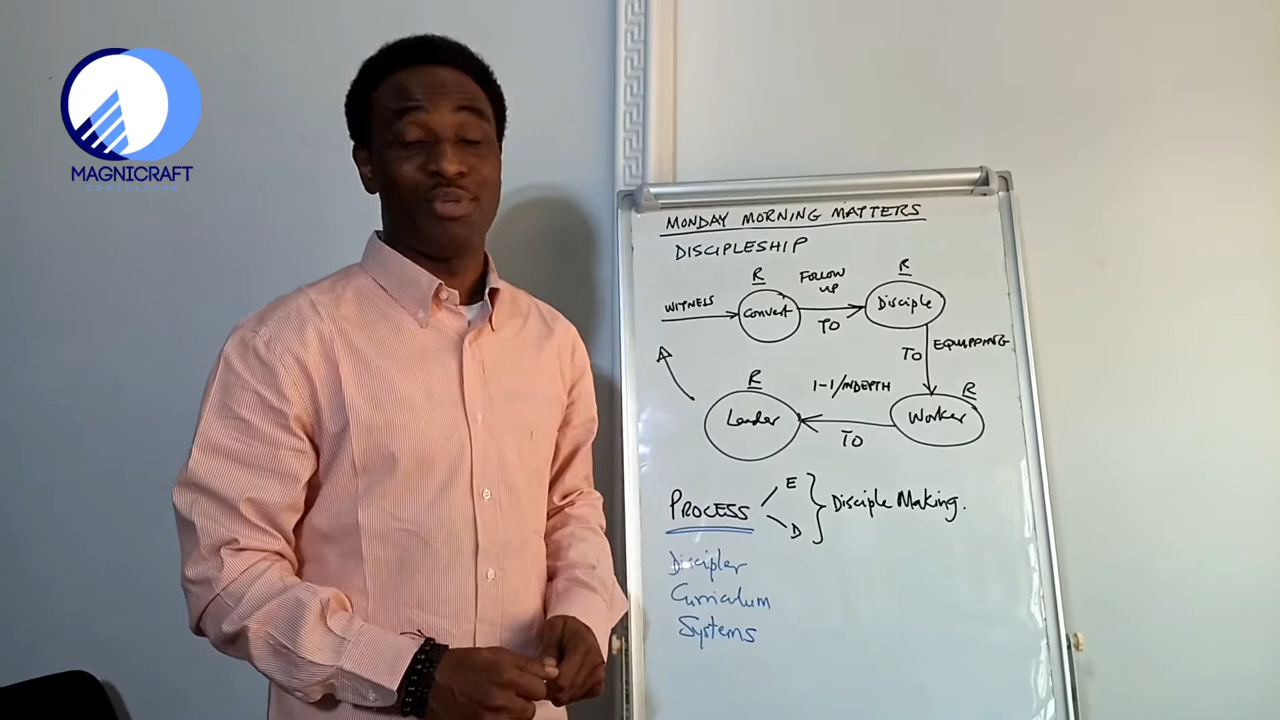 MAGNICRAFT
CONSULTING
MONDAY MORNING MATTERS
DISCIPLESHIP
R
FOLLOW
UP
R
WITNESS
Convert
TO
Disciple
TO
EQUIPPING
R
1-1/INDEPTH
R
Leader
TO
Worker
PROCESS
E
D
Disciple Making.
Discipler
Curriculum
Systems